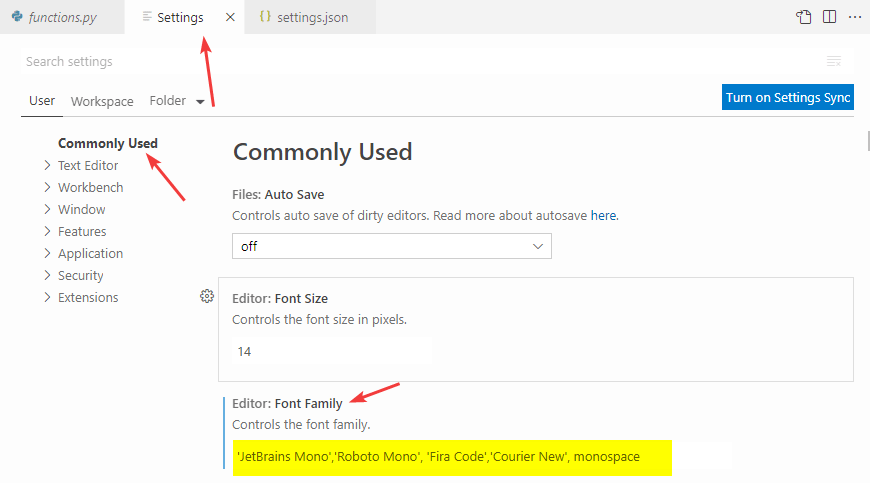 functions.py Settings settings.json
Search settings
User Workspace Folder Turn on Settings Sync
Commonly Used
Text Editor
Workbench
Window
Features
Application
Security
Extensions
Commonly Used
Files: Auto Save
Controls auto save of dirty editors. Read more about autosave here.
off
Editor: Font Size
Controls the font size in pixels.
14
Editor: Font Family
Controls the font family.
'JetBrains Mono','Roboto Mono', 'Fira Code','Courier New', monospace